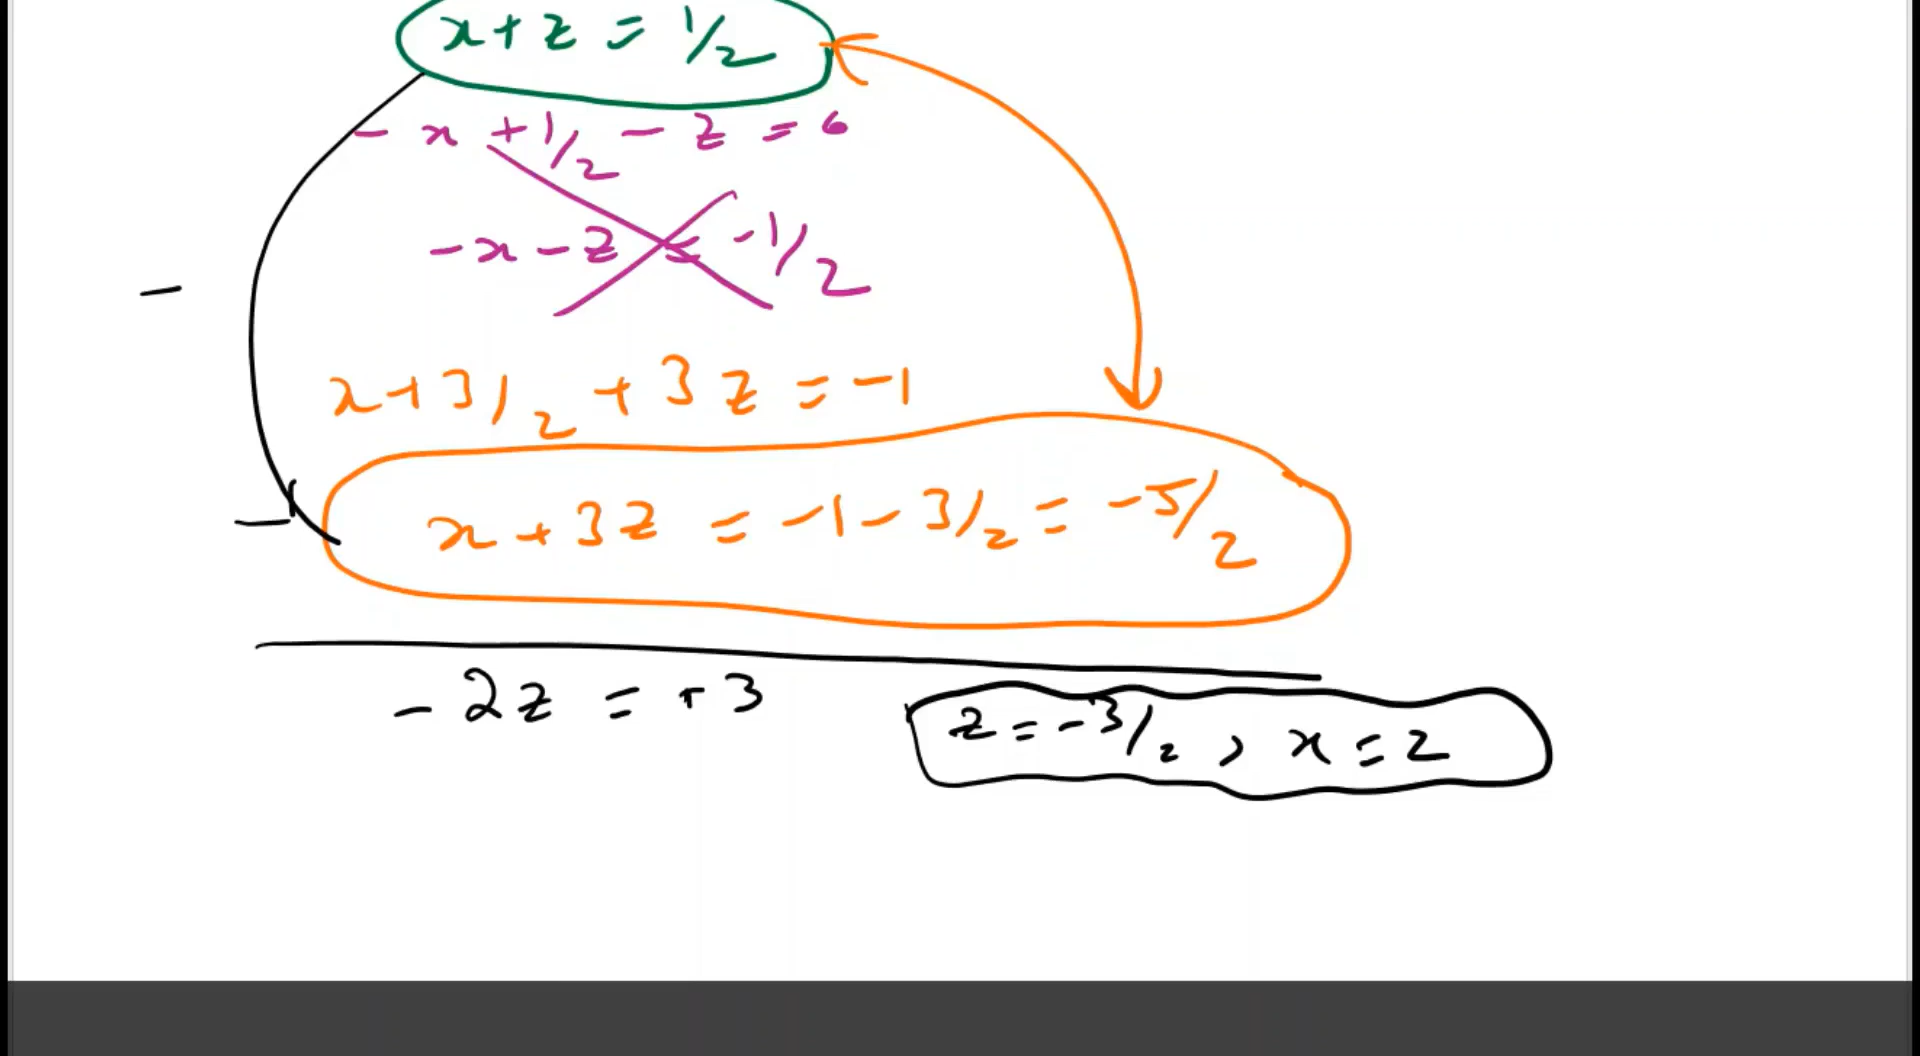 x + z = 1/2
- x + 1/2 - z = 0
- x - z = - 1/2
x + 3/2 + 3z = -1
x + 3z = -1 - 3/2 = -5/2
- 2z = +3
z = -3/2 , x = 2